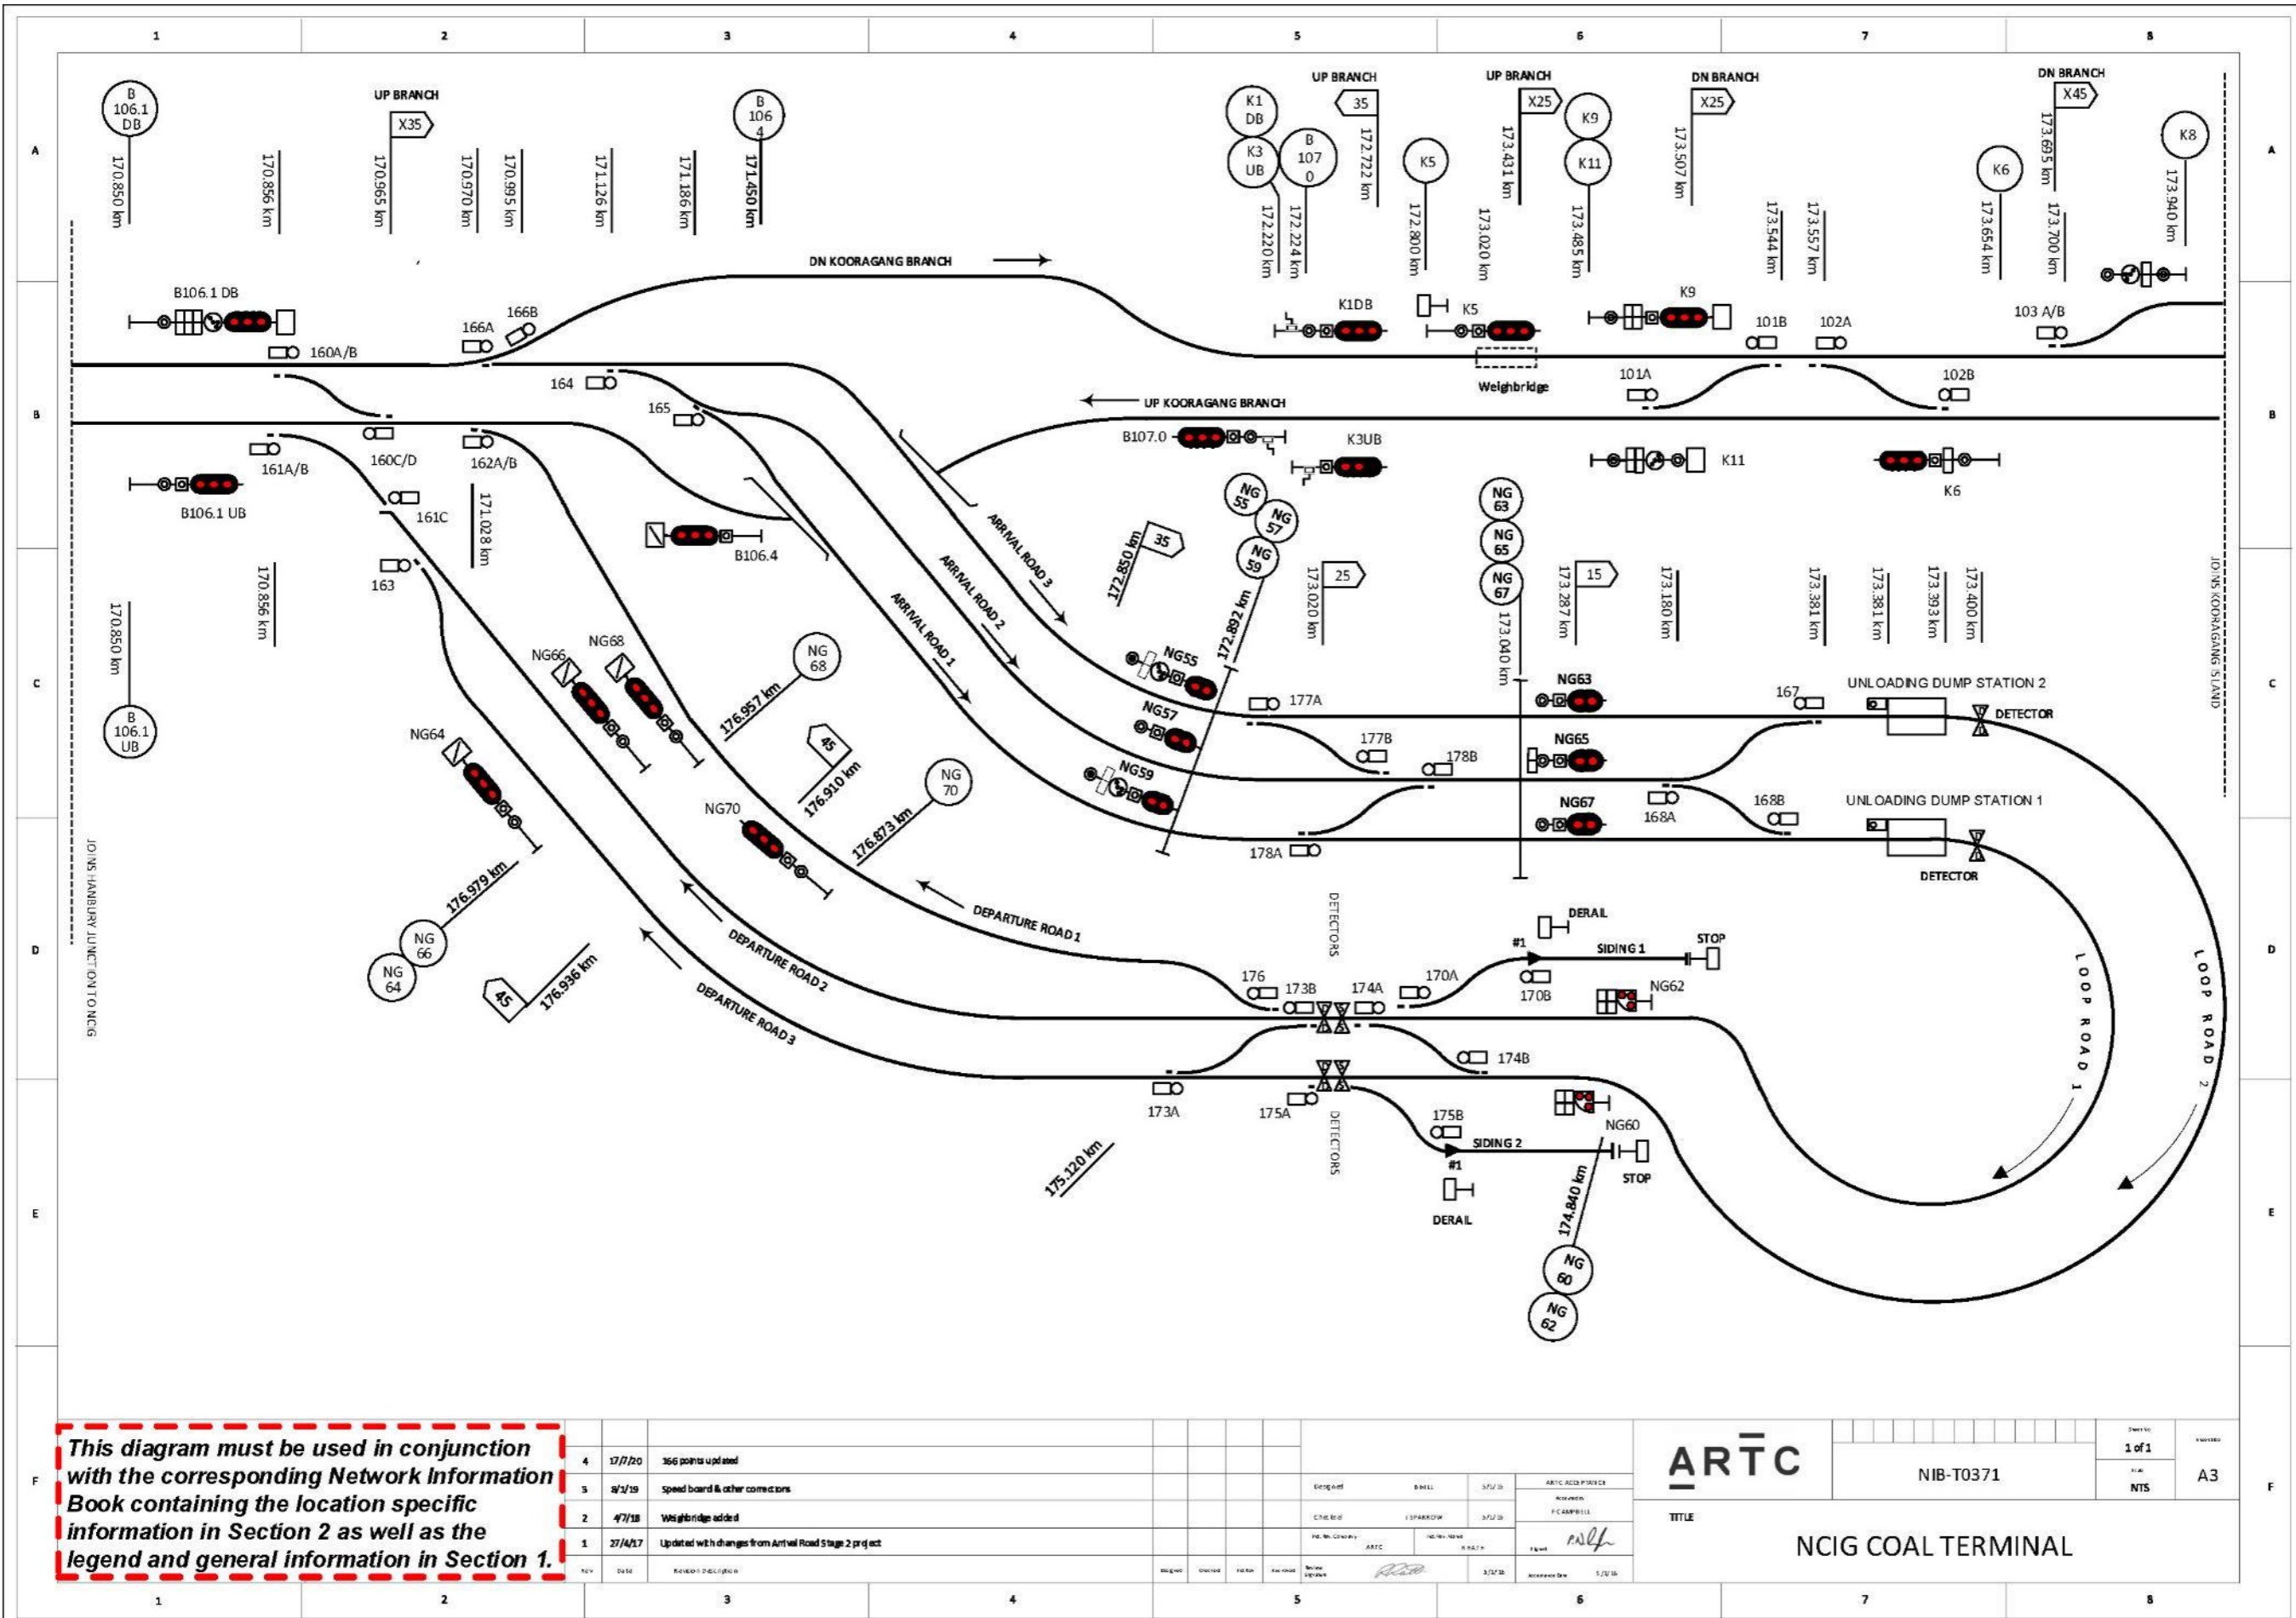 1 2 3 4 5 6 7 8
A
B
C
D
E
F
B
106.1
DB
170.850 km
170.856 km
UP BRANCH
X35
170.965 km
170.970 km
170.995 km
171.126 km
171.186 km
B
106
4
171.450 km
K1
DB
K3
UB
172.220 km
B
107
0
172.224 km
UP BRANCH
35
172.722 km
K5
172.800 km
173.020 km
UP BRANCH
X25
173.431 km
K9
K11
173.485 km
DN BRANCH
X25
173.507 km
173.544 km
173.557 km
K6
173.654 km
DN BRANCH
X45
173.695 km
173.700 km
K8
173.940 km
DN KOORAGANG BRANCH
B106.1 DB
160A/B
166A
166B
164
165
K1DB
K5
Weighbridge
K9
101A
101B
102A
102B
103 A/B
UP KOORAGANG BRANCH
B107.0
K3UB
K11
K6
161A/B
160C/D
162A/B
B106.1 UB
161C
171.028 km
163
B106.4
170.850 km
170.856 km
B
106.1
UB
ARRIVAL ROAD 3
ARRIVAL ROAD 2
ARRIVAL ROAD 1
172.850 km
35
NG
55
NG
57
NG
59
172.892 km
173.020 km
25
NG
63
NG
65
NG
67
173.040 km
173.287 km
15
173.180 km
173.381 km
173.381 km
173.393 km
173.400 km
JOINS KOORAGANG ISLAND
NG55
NG57
NG59
177A
177B
178B
178A
NG63
NG65
NG67
167
168A
168B
UNLOADING DUMP STATION 2
DETECTOR
UNLOADING DUMP STATION 1
DETECTOR
NG66
NG68
NG64
NG70
NG
68
176.957 km
45
176.910 km
NG
70
176.873 km
JOINS HANBURY JUNCTION TO NCIG
176.979 km
NG
66
NG
64
45
176.936 km
DEPARTURE ROAD 1
DEPARTURE ROAD 2
DEPARTURE ROAD 3
DETECTORS
176
173B
174A
170A
#1
DERAIL
SIDING 1
STOP
170B
NG62
174B
173A
175A
DETECTORS
175B
SIDING 2
#1
DERAIL
NG60
STOP
175.120 km
174.840 km
NG
60
NG
62
LOOP ROAD 1
LOOP ROAD 2
This diagram must be used in conjunction
with the corresponding Network Information
Book containing the location specific
information in Section 2 as well as the
legend and general information in Section 1.
4 17/7/20 166 points updated
3 8/1/19 Speed board & other corrections
2 4/7/18 Weighbridge added
1 27/4/17 Updated with changes from Arrival Road Stage 2 project
Rev Date Revision Description
Designed
ARTC
ARTC ACCEPTANCE
ARTC
NIB-T0371
1 of 1
NTS
A3
TITLE
NCIG COAL TERMINAL
A
B
C
D
E
F
1 2 3 4 5 6 7 8